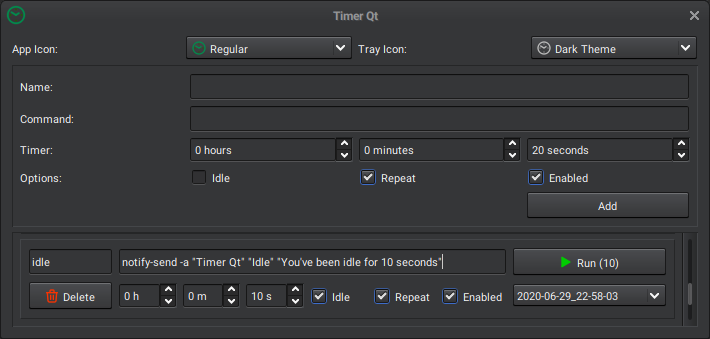 Timer Qt
App Icon: Regular Tray Icon: Dark Theme
Name:
Command:
Timer: 0 hours 0 minutes 20 seconds
Options: Idle Repeat Enabled
Add
idle notify-send -a "Timer Qt" "Idle" "You've been idle for 10 seconds" Run (10)
Delete 0 h 0 m 10 s Idle Repeat Enabled 2020-06-29_22-58-03